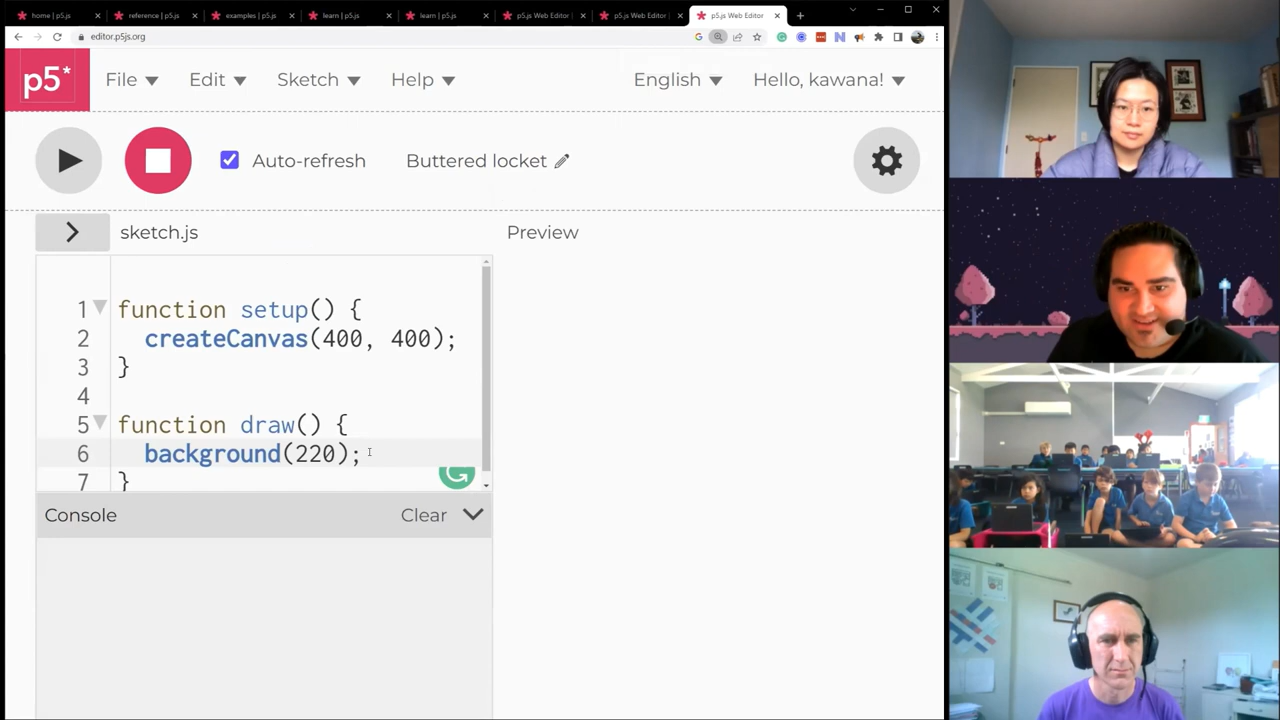 home | p5.js
reference | p5.js
examples | p5.js
learn | p5.js
learn | p5.js
p5.js Web Editor
p5.js Web Editor
p5.js Web Editor
editor.p5js.org
p5*
File
Edit
Sketch
Help
English
Hello, kawana!
Auto-refresh
Buttered locket
sketch.js
Preview
1 function setup() {
2 createCanvas(400, 400);
3 }
4
5 function draw() {
6 background(220);
7 }
Console
Clear